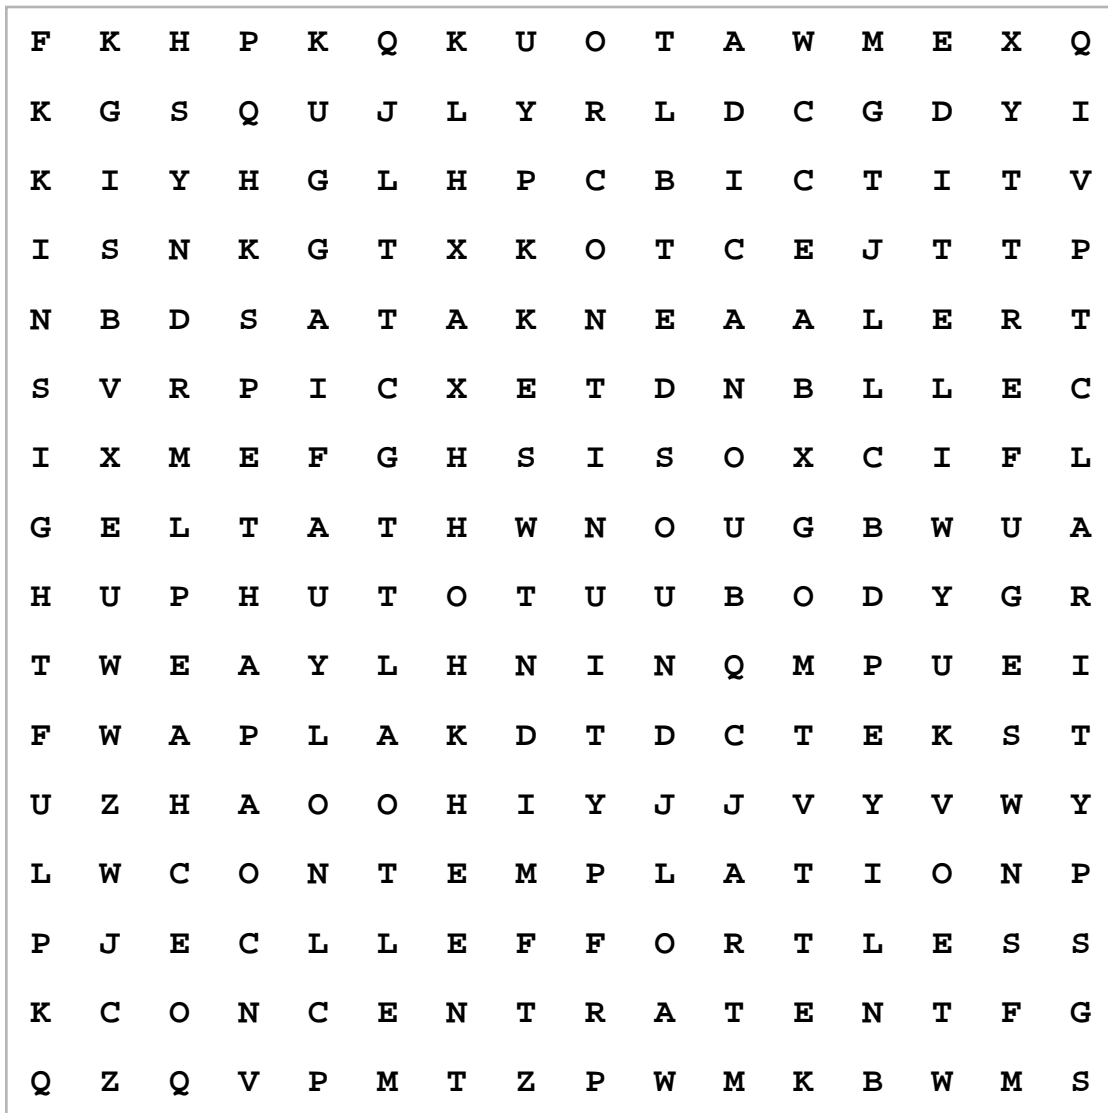 F K H P K Q K U O T A W M E X Q
K G S Q U J L Y R L D C G D Y I
K I Y H G L H P C B I C T I T V
I S N K G T X K O T C E J T T P
N B D S A T A K N E A A L E R T
S V R P I C X E T D N B L L E C
I X M E F G H S I S O X C I F L
G E L T A T H W N O U G B W U A
H U P H U T O T U U B O D Y G R
T W E A Y L H N I N Q M P U E I
F W A P L A K D T D C T E K S T
U Z H A O O H I Y J J V Y V W Y
L W C O N T E M P L A T I O N P
P J E C L L E F F O R T L E S S
K C O N C E N T R A T E N T F G
Q Z Q V P M T Z P W M K B W M S